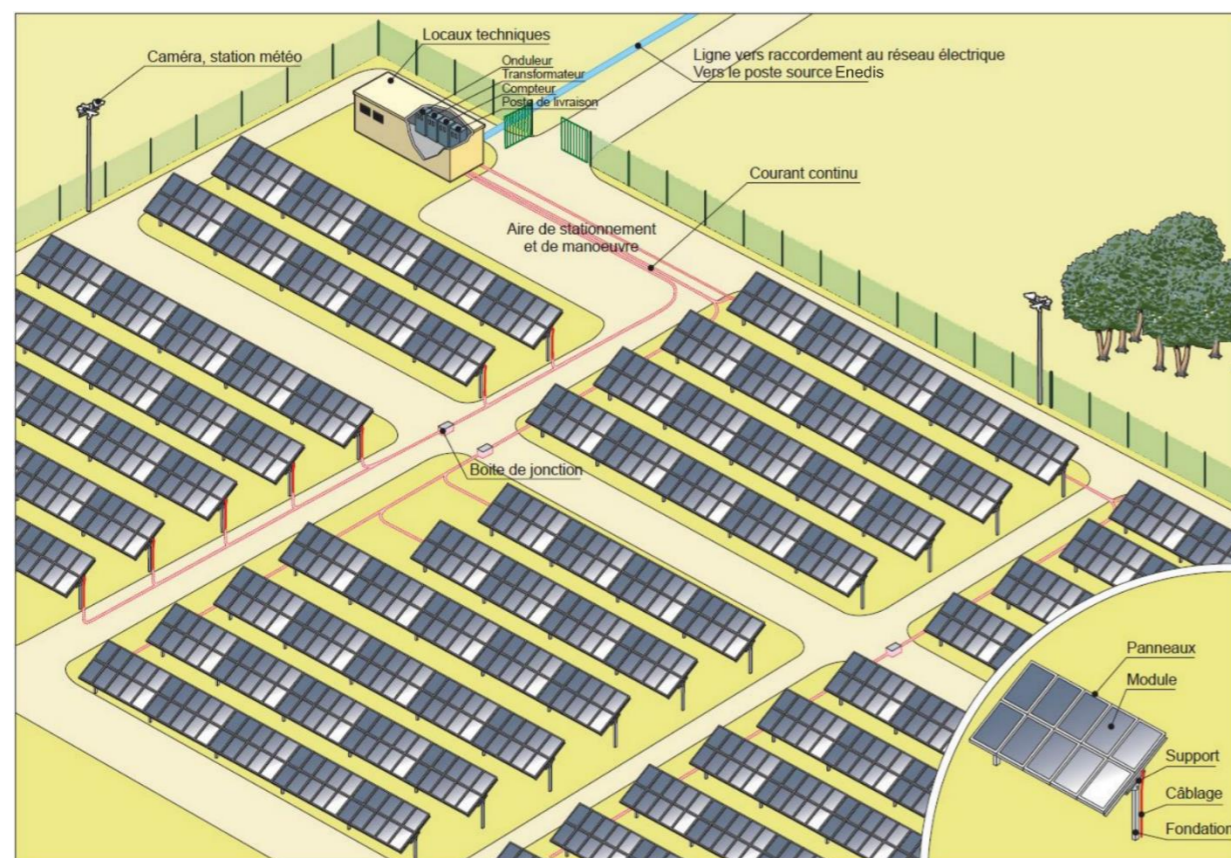 Locaux techniques
Caméra, station météo
Onduleur
Transformateur
Compteur
Poste de livraison
Ligne vers raccordement au réseau électrique
Vers le poste source Enedis
Courant continu
Aire de stationnement
et de manoeuvre
Boite de jonction
Panneaux
Module
Support
Câblage
Fondation